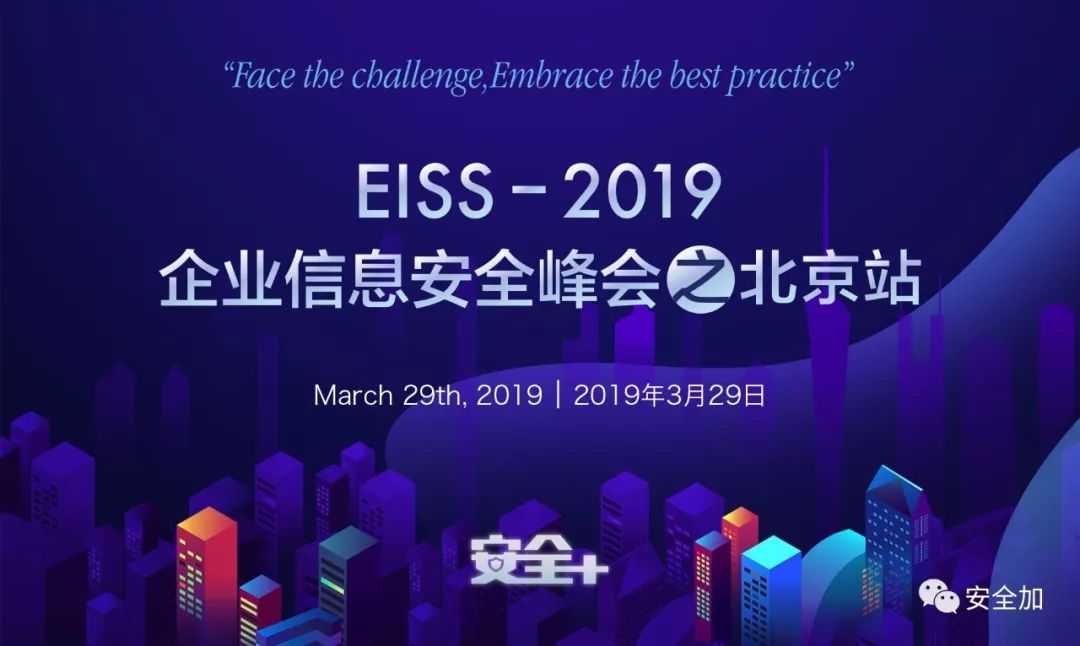 “Face the challenge,Embrace the best practice”
EISS-2019
企业信息安全峰会之北京站
March 29th, 2019 | 2019年3月29日
安全+
安全加